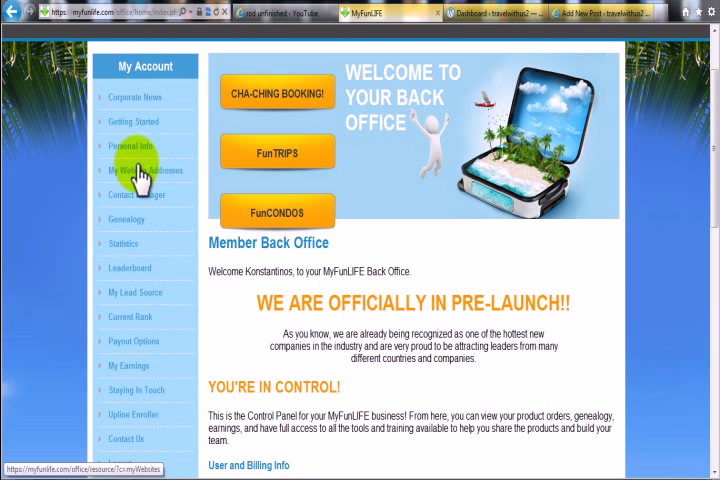 https://myfunlife.com/office/home/index.ph
rod unfinished - YouTube
MyFunLIFE
Dashboard ‹ travelwithus2 — ...
Add New Post ‹ travelwithus2 ...
My Account
Corporate News
Getting Started
Personal Info
My Website Addresses
Contact Manager
Genealogy
Statistics
Leaderboard
My Lead Source
Current Rank
Payout Options
My Earnings
Staying In Touch
Upline Enroller
Contact Us
CHA-CHING BOOKING!
FunTRIPS
FunCONDOS
WELCOME TO
YOUR BACK
OFFICE
Member Back Office
Welcome Konstantinos, to your MyFunLIFE Back Office.
WE ARE OFFICIALLY IN PRE-LAUNCH!!
As you know, we are already being recognized as one of the hottest new
companies in the industry and are very proud to be attracting leaders from many
different countries and companies.
YOU'RE IN CONTROL!
This is the Control Panel for your MyFunLIFE business! From here, you can view your product orders, genealogy,
earnings, and have full access to all the tools and training available to help you share the products and build your
team.
User and Billing Info
https://myfunlife.com/office/resource/?c=myWebsites